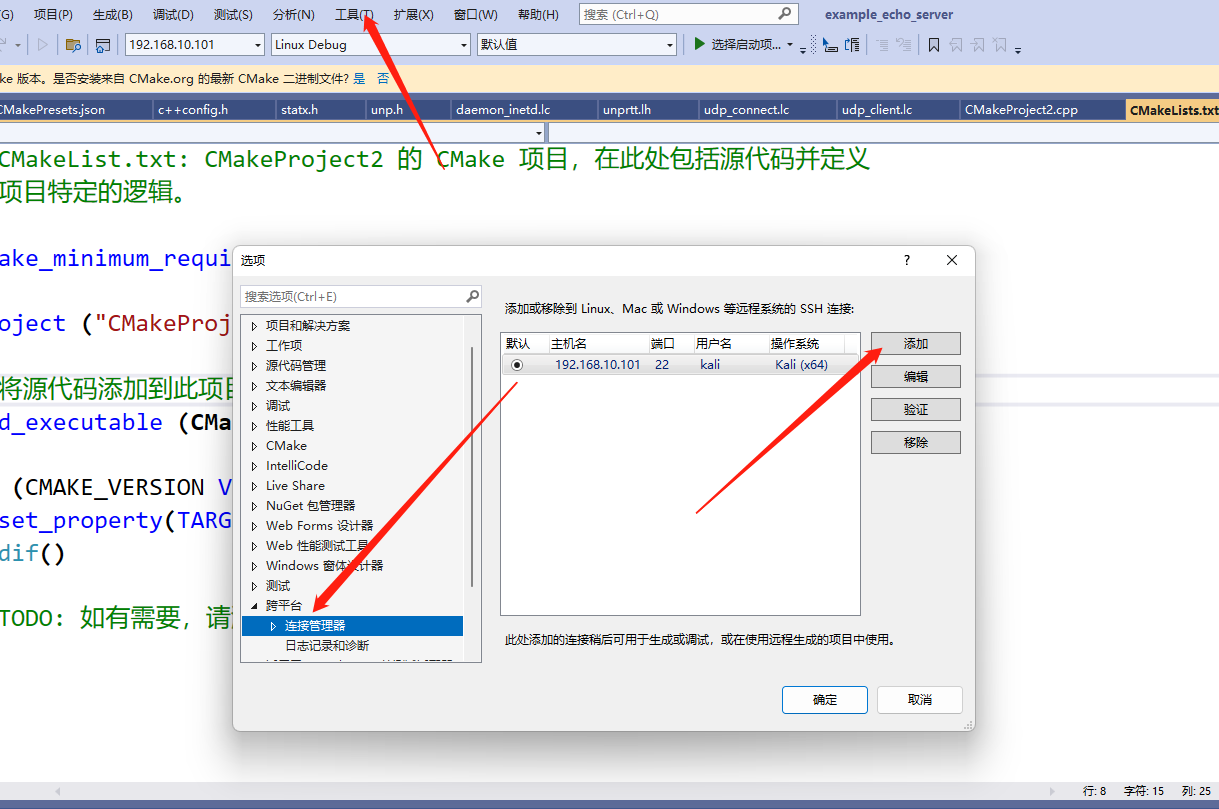 (G) 项目(P) 生成(B) 调试(D) 测试(S) 分析(N) 工具(T) 扩展(X) 窗口(W) 帮助(H) 搜索 (Ctrl+Q) example_echo_server
192.168.10.101 Linux Debug 默认值 选择启动项...
ke 版本。是否安装来自 CMake.org 的最新 CMake 二进制文件? 是 否
CMakePresets.json c++config.h statx.h unp.h daemon_inetd.lc unprtt.lh udp_connect.lc udp_client.lc CMakeProject2.cpp CMakeLists.txt
CMakeList.txt: CMakeProject2 的 CMake 项目，在此处包括源代码并定义
项目特定的逻辑。
ake_minimum_requi
oject ("CMakeProj
将源代码添加到此项目
d_executable (CMa
(CMAKE_VERSION V
set_property(TARG
dif()
TODO: 如有需要，请
选项
?
搜索选项(Ctrl+E)
项目和解决方案
工作项
源代码管理
文本编辑器
调试
性能工具
CMake
IntelliCode
Live Share
NuGet 包管理器
Web Forms 设计器
Web 性能测试工具
Windows 窗体设计器
测试
跨平台
连接管理器
日志记录和诊断
添加或移除到 Linux、Mac 或 Windows 等远程系统的 SSH 连接:
默认 主机名 端口 用户名 操作系统
192.168.10.101 22 kali Kali (x64)
添加
编辑
验证
移除
此处添加的连接稍后可用于生成或调试，或在使用远程生成的项目中使用。
确定 取消
行: 8 字符: 15 列: 25